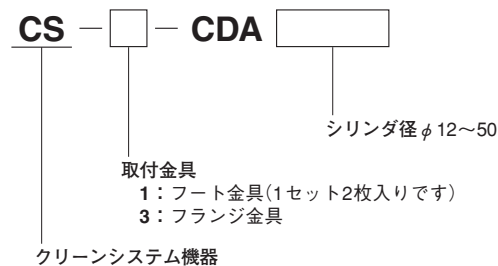 CS － □ － CDA □
シリンダ径φ12～50
取付金具
1：フート金具(1セット2枚入りです)
3：フランジ金具
クリーンシステム機器